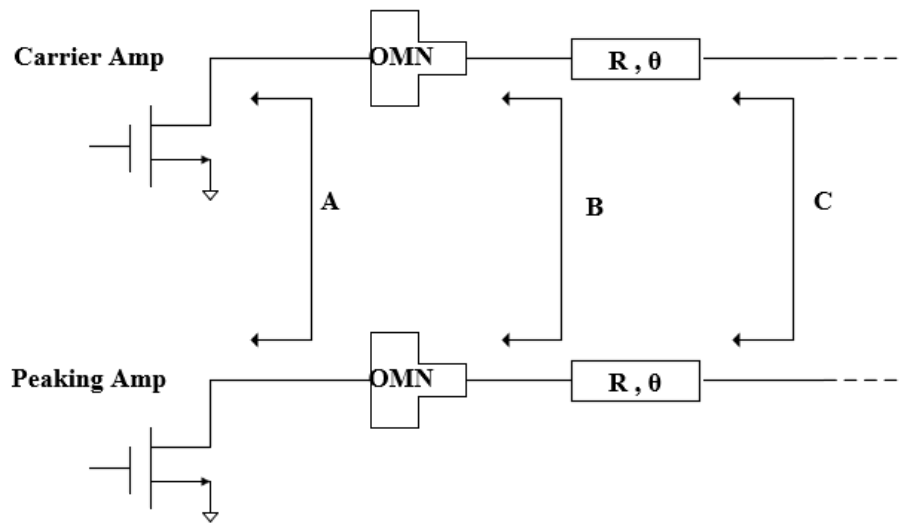 Carrier Amp
OMN
R , θ
A
B
C
Peaking Amp
OMN
R , θ